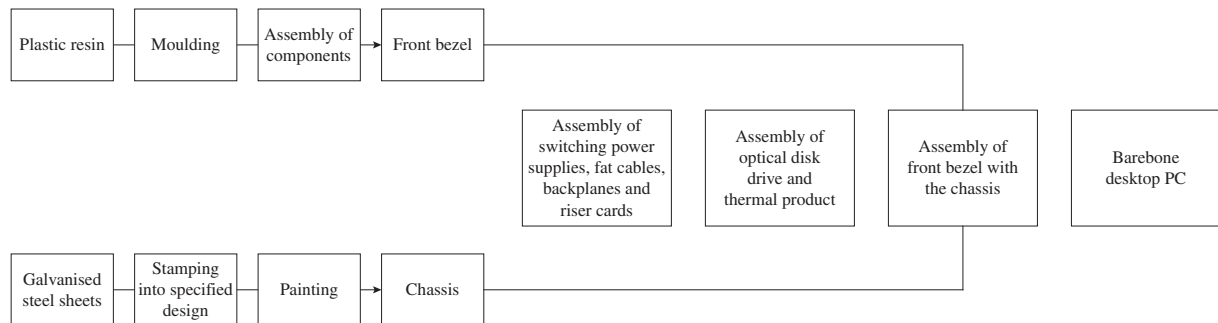 Plastic resin
Moulding
Assembly of
components
Front bezel
Assembly of
switching power
supplies, fat cables,
backplanes and
riser cards
Assembly of
optical disk
drive and
thermal product
Assembly of
front bezel with
the chassis
Barebone
desktop PC
Galvanised
steel sheets
Stamping
into specified
design
Painting
Chassis